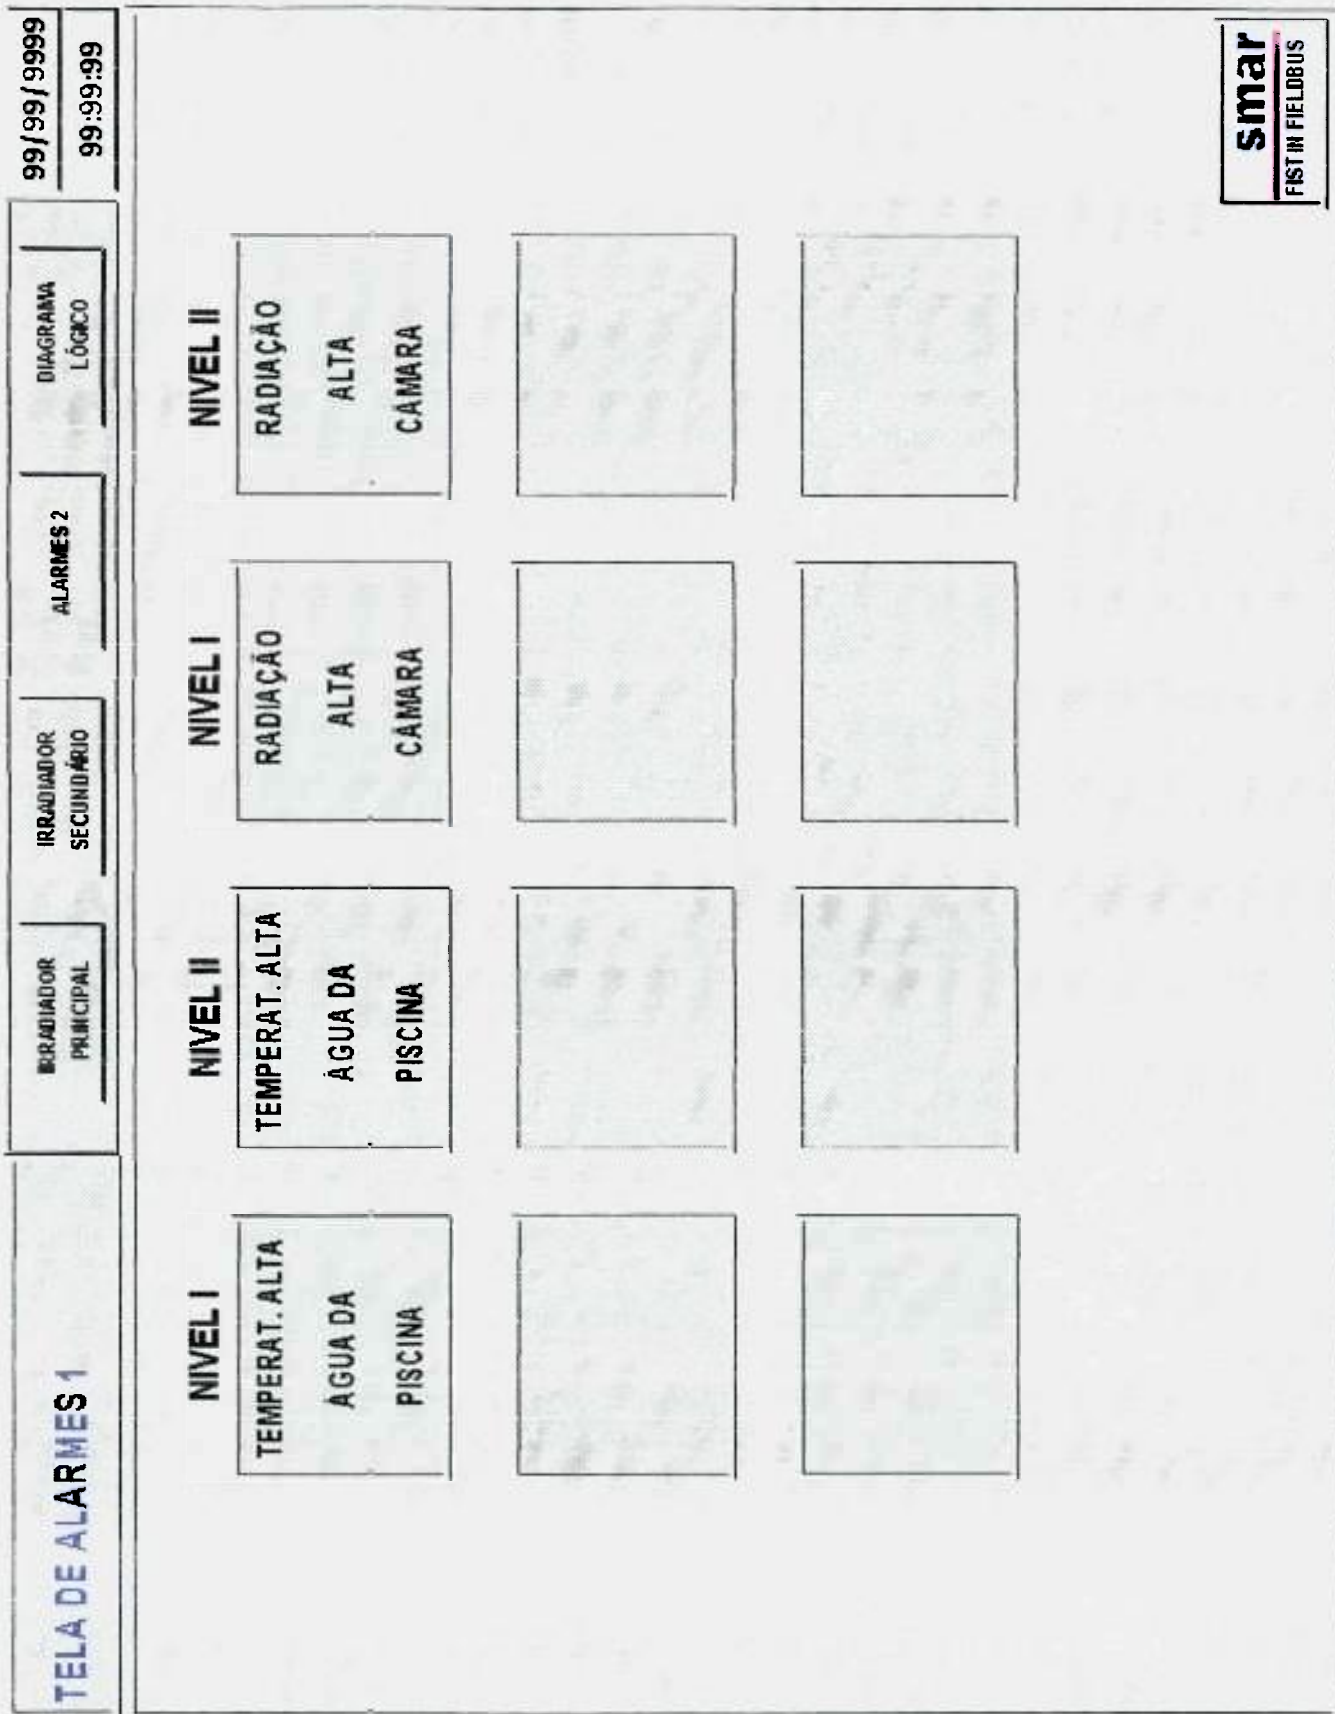 TELA DE ALARMES 1
IRRADIADOR
PRINCIPAL
IRRADIADOR
SECUNDÁRIO
ALARMES 2
DIAGRAMA
LÓGICO
99/99/9999
99:99:99
NIVEL I
TEMPERAT. ALTA
ÁGUA DA
PISCINA
NIVEL II
TEMPERAT. ALTA
ÁGUA DA
PISCINA
NIVEL I
RADIAÇÃO
ALTA
CÂMARA
NIVEL II
RADIAÇÃO
ALTA
CÂMARA
smar
FIST IN FIELDBUS